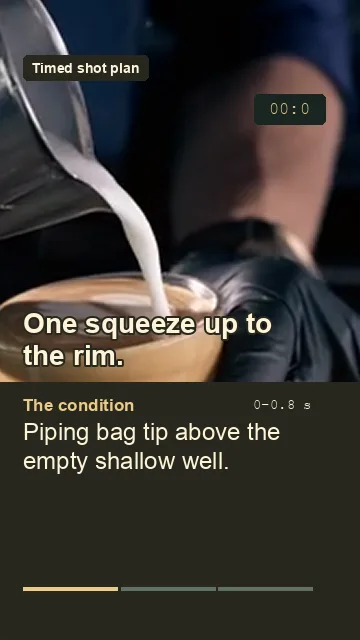 Timed shot plan
00:0
One squeeze up to
the rim.
The condition
0–0.8 s
Piping bag tip above the
empty shallow well.